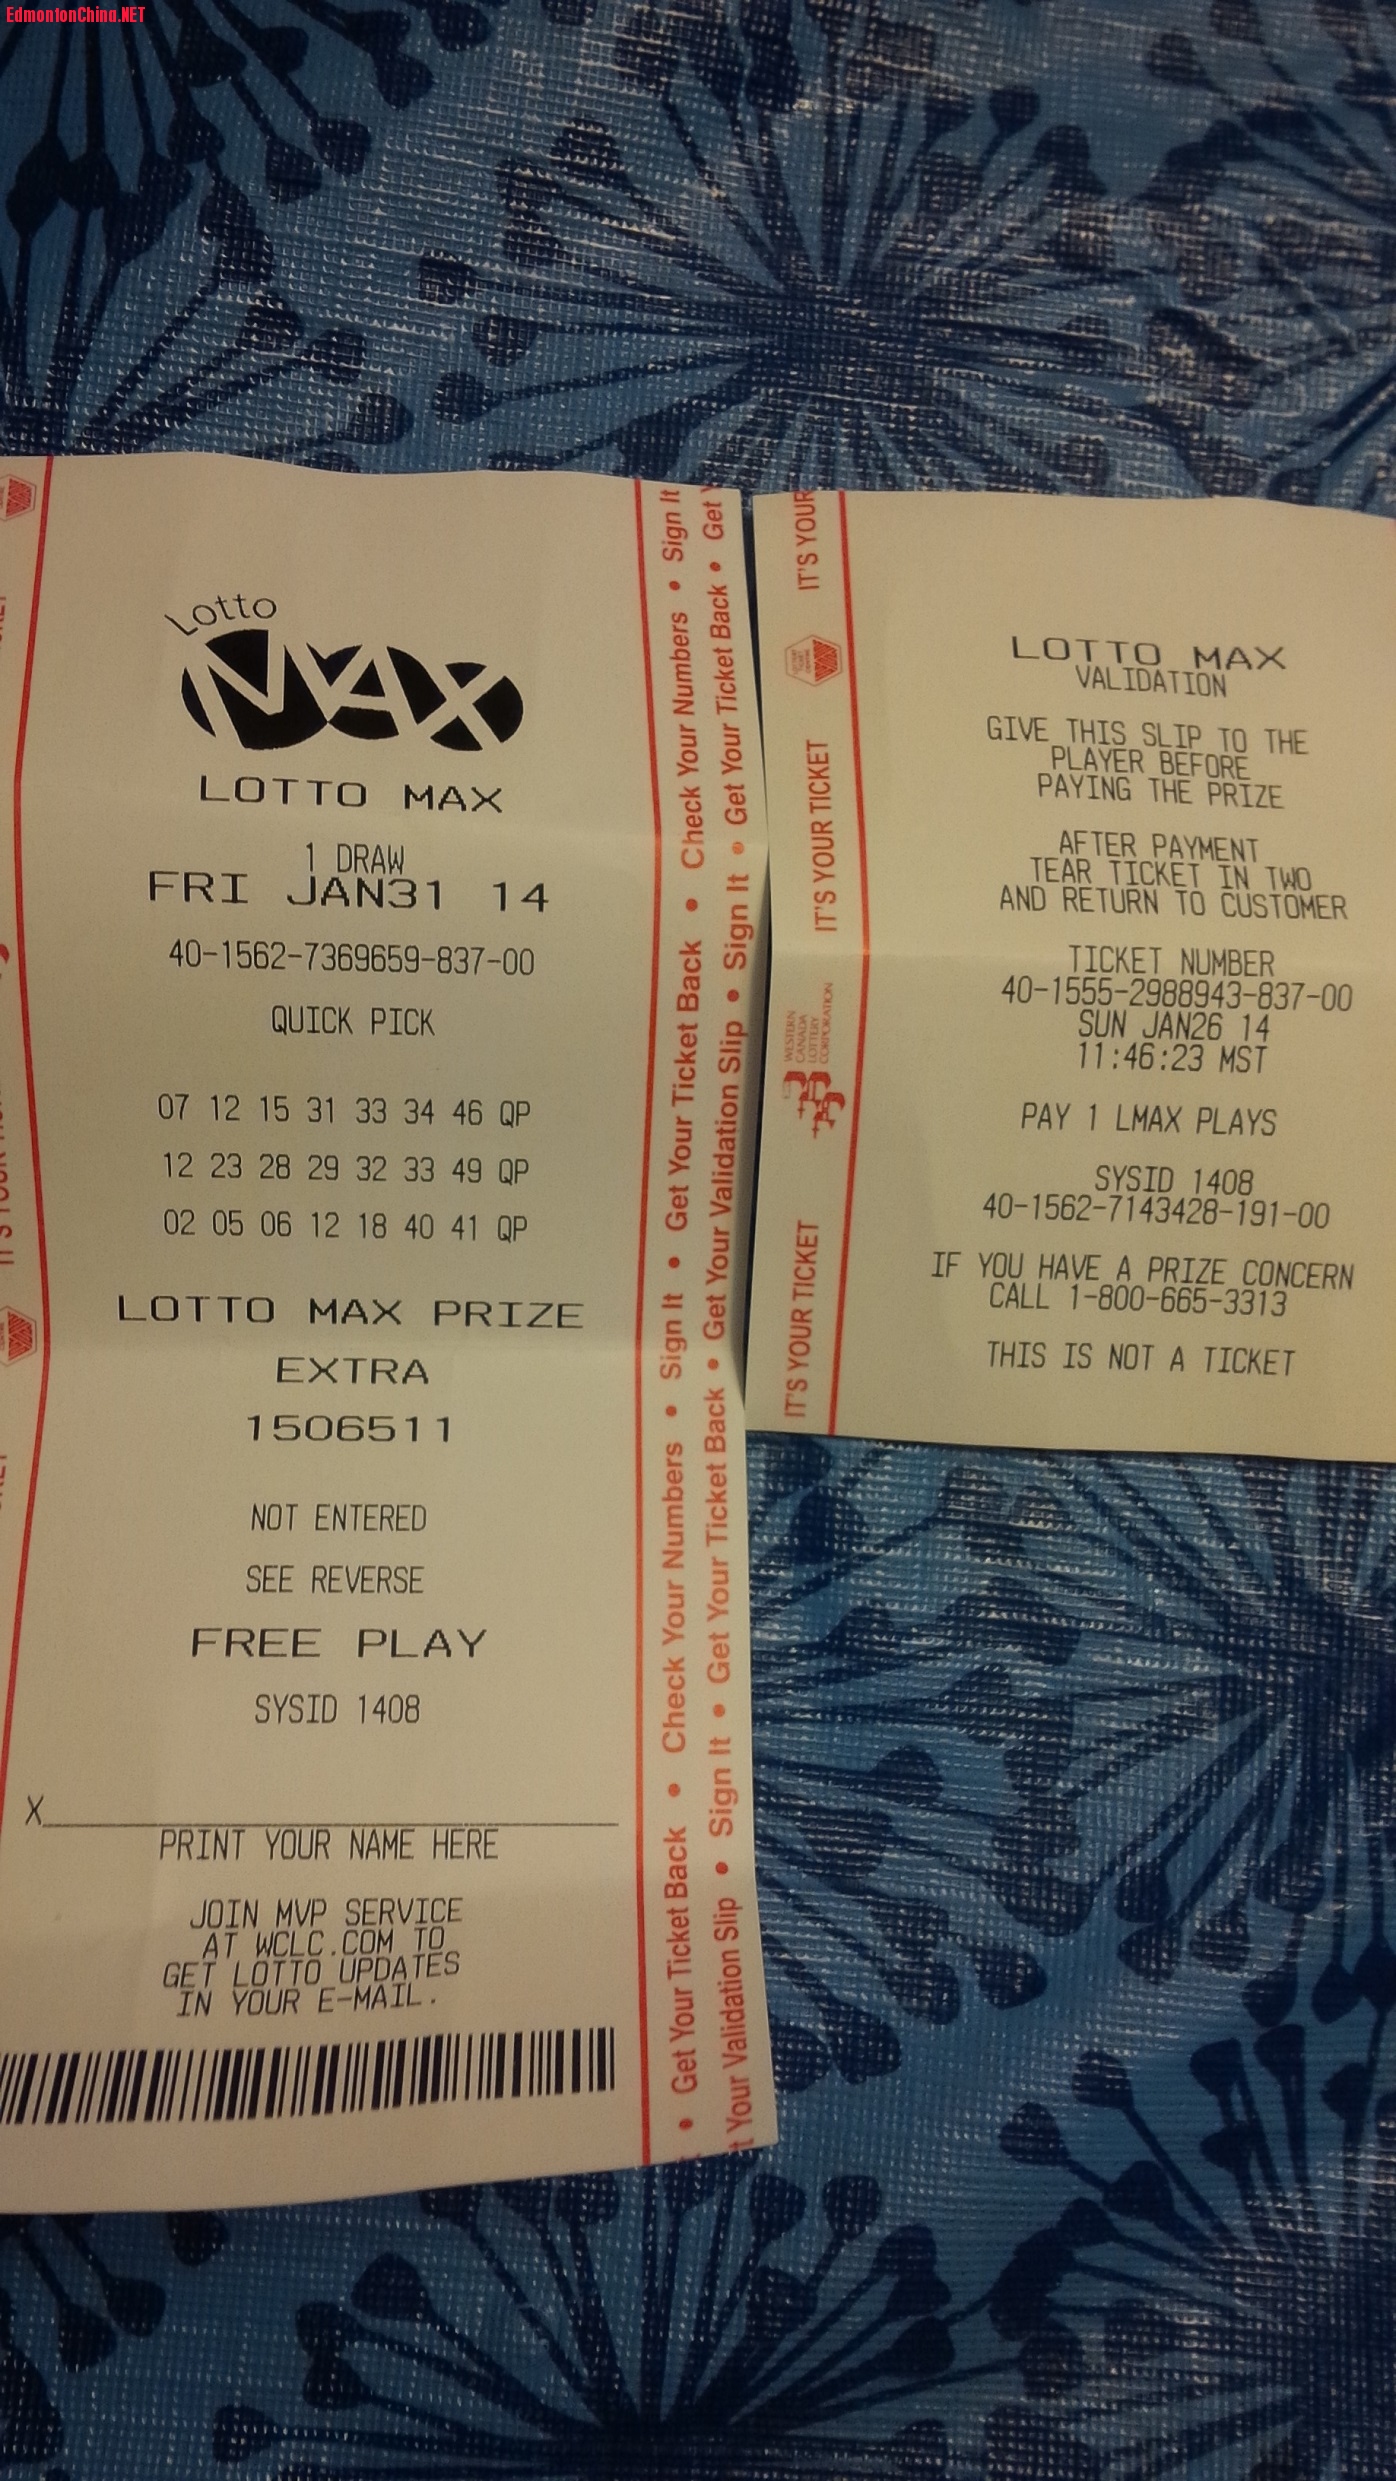 EdmontonChina.NET
Lotto
MAX
LOTTO MAX
1 DRAW
FRI JAN31 14
40-1562-7369659-837-00
QUICK PICK
07 12 15 31 33 34 46 QP
12 23 28 29 32 33 49 QP
02 05 06 12 18 40 41 QP
LOTTO MAX PRIZE
EXTRA
1506511
NOT ENTERED
SEE REVERSE
FREE PLAY
SYSID 1408
X
PRINT YOUR NAME HERE
JOIN MVP SERVICE
AT WCLC.COM TO
GET LOTTO UPDATES
IN YOUR E-MAIL.
• Get Your Ticket Back • Check Your Numbers • Sign It • Get Your Ticket Back • Check Your Numbers • Sign It
t Your Validation Slip • Sign It • Get Your Ticket Back • Get Your Validation Slip • Sign It • Get Your Ticket Back • Get Y
IT'S YOUR TICKET
WESTERN
CANADA
LOTTERY
CORPORATION
IT'S YOUR TICKET
IT'S YOUR
LOTTO MAX
VALIDATION
GIVE THIS SLIP TO THE
PLAYER BEFORE
PAYING THE PRIZE
AFTER PAYMENT
TEAR TICKET IN TWO
AND RETURN TO CUSTOMER
TICKET NUMBER
40-1555-2988943-837-00
SUN JAN26 14
11:46:23 MST
PAY 1 LMAX PLAYS
SYSID 1408
40-1562-7143428-191-00
IF YOU HAVE A PRIZE CONCERN
CALL 1-800-665-3313
THIS IS NOT A TICKET